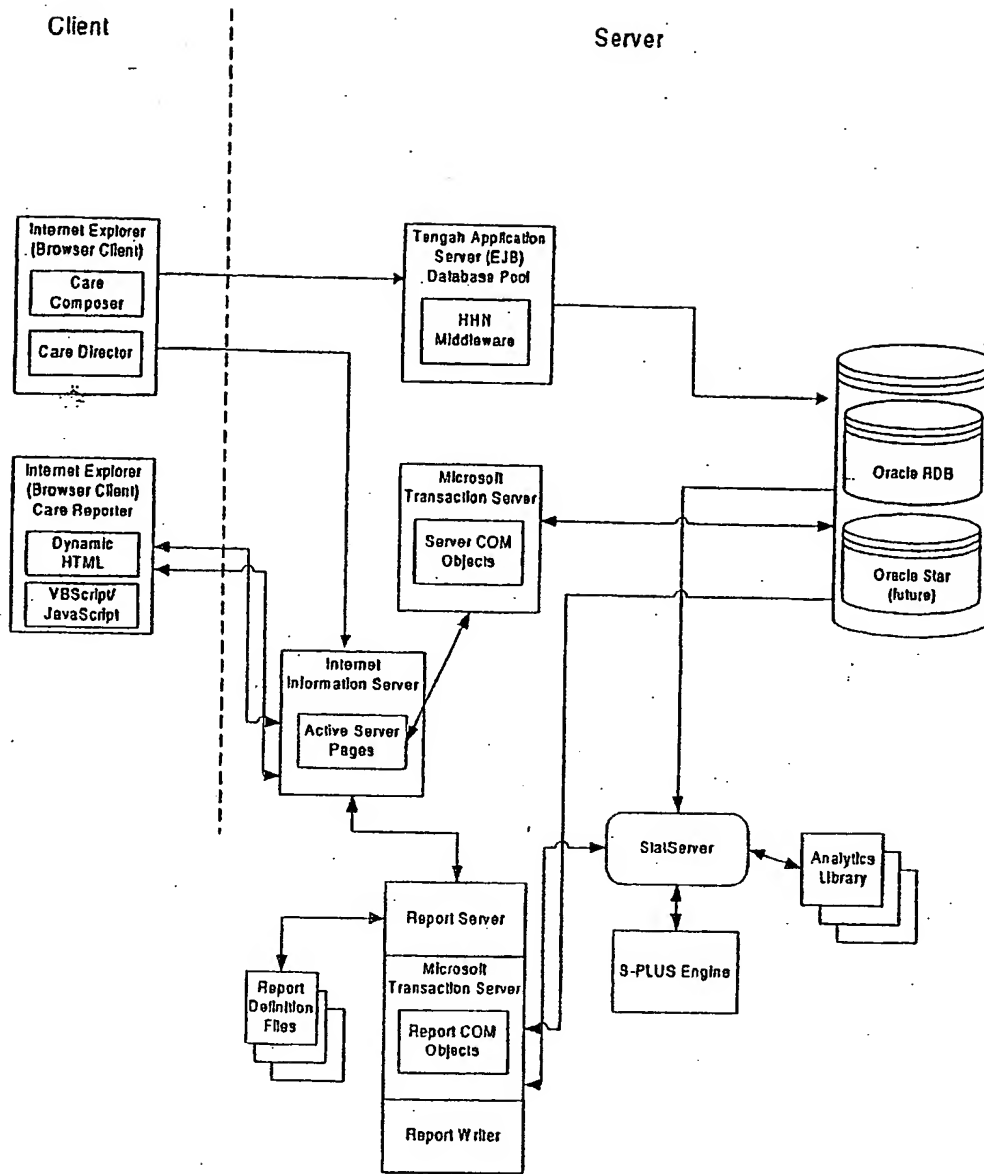 Client
Server
Internet Explorer
(Browser Client)
Care
Composer
Care Director
Tengah Application
Server (EJB)
Database Pool
HHN
Middleware
Oracle RDB
Oracle Star
(future)
Internet Explorer
(Browser Client)
Care Reporter
Dynamic
HTML
VBScript/
JavaScript
Microsoft
Transaction Server
Server COM
Objects
Internet
Information Server
Active Server
Pages
StatServer
Analytics
Library
S-PLUS Engine
Report Server
Microsoft
Transaction Server
Report COM
Objects
Report Writer
Report
Definition
Files